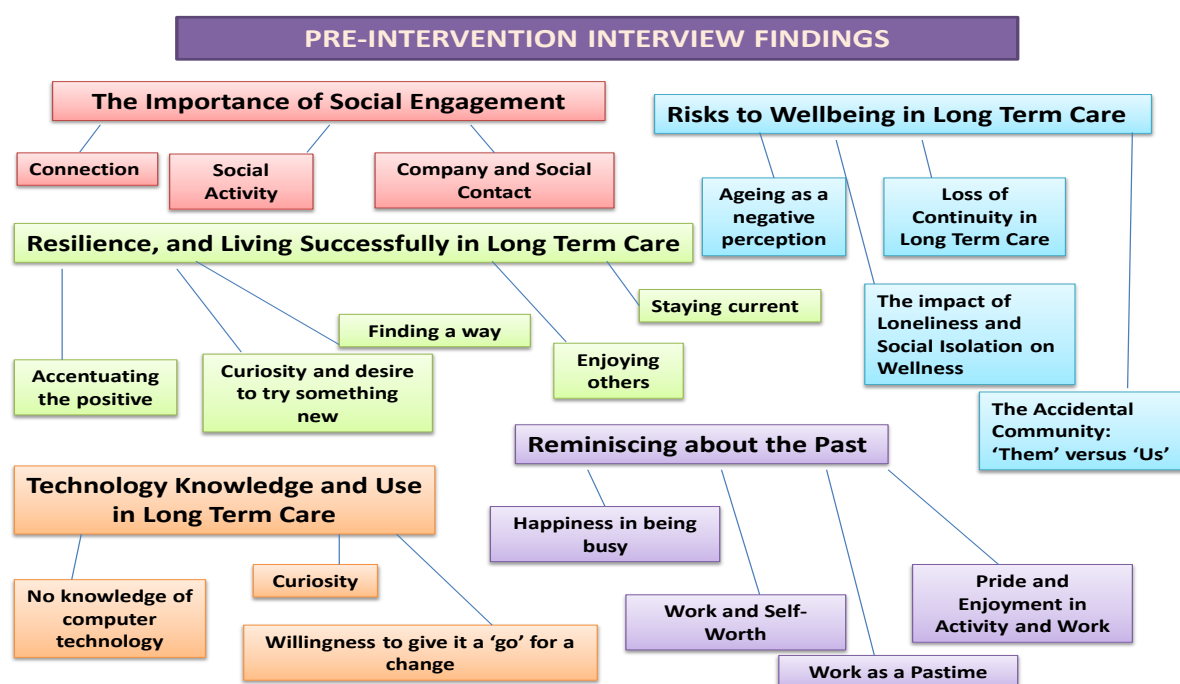 PRE-INTERVENTION INTERVIEW FINDINGS
The Importance of Social Engagement
Connection
Social
Activity
Company and Social
Contact
Risks to Wellbeing in Long Term Care
Ageing as a
negative
perception
Loss of
Continuity in
Long Term Care
The impact of
Loneliness and
Social Isolation on
Wellness
The Accidental
Community:
‘Them’ versus ‘Us’
Resilience, and Living Successfully in Long Term Care
Accentuating
the positive
Curiosity and desire
to try something
new
Finding a way
Enjoying
others
Staying current
Reminiscing about the Past
Happiness in being
busy
Work and Self-
Worth
Work as a Pastime
Pride and
Enjoyment in
Activity and Work
Technology Knowledge and Use
in Long Term Care
No knowledge of
computer
technology
Curiosity
Willingness to give it a ‘go’ for a
change